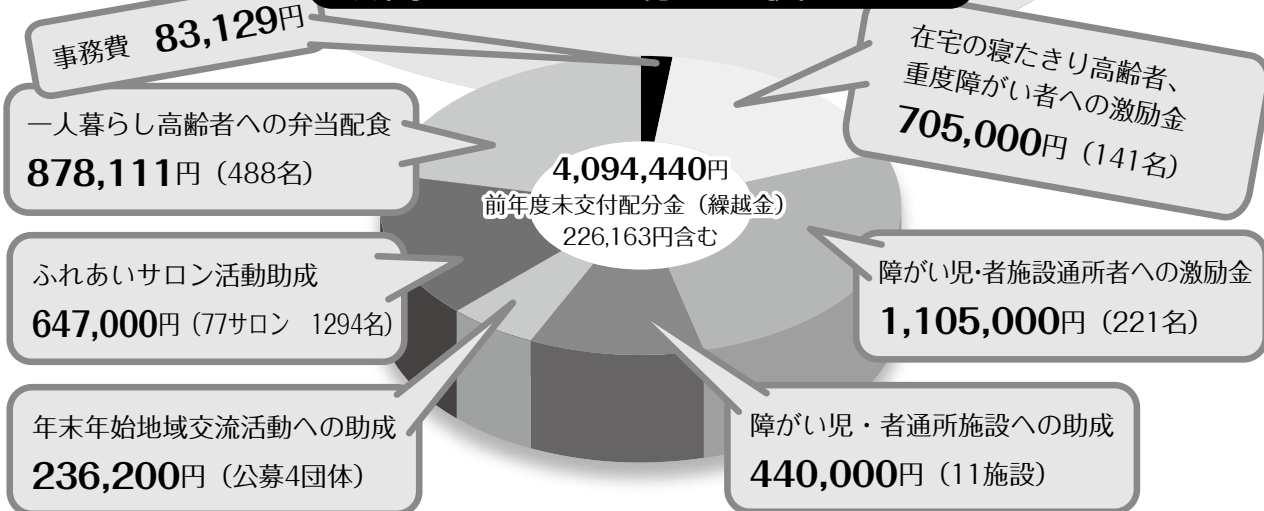 事務費 83,129円
在宅の寝たきり高齢者、
重度障がい者への激励金
705,000円（141名）
一人暮らし高齢者への弁当配食
878,111円（488名）
4,094,440円
前年度未交付配分金（繰越金）
226,163円含む
ふれあいサロン活動助成
647,000円（77サロン 1294名）
障がい児・者施設通所者への激励金
1,105,000円（221名）
年末年始地域交流活動への助成
236,200円（公募4団体）
障がい児・者通所施設への助成
440,000円（11施設）